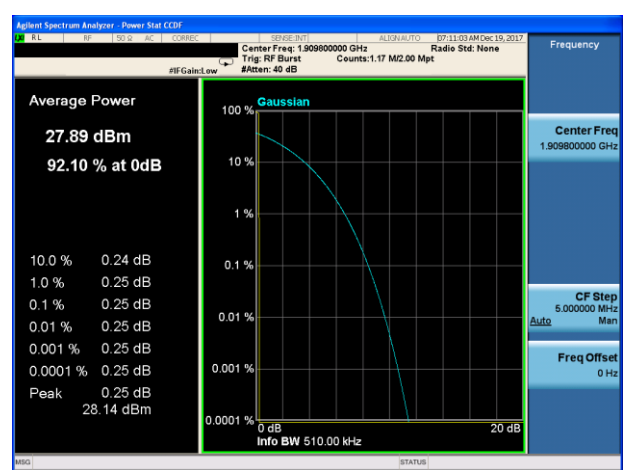 Agilent Spectrum Analyzer - Power Stat CCDF
RL RF 50 Ω AC CORREC SENSE:INT ALIGN AUTO 07:11:03 AM Dec 19, 2017
Center Freq: 1.909800000 GHz Radio Std: None
Trig: RF Burst Counts:1.17 M/2.00 Mpt
#IFGain:Low #Atten: 40 dB
Frequency
Average Power
27.89 dBm
92.10 % at 0dB
10.0 % 0.24 dB
1.0 % 0.25 dB
0.1 % 0.25 dB
0.01 % 0.25 dB
0.001 % 0.25 dB
0.0001 % 0.25 dB
Peak 0.25 dB
28.14 dBm
Gaussian
100 %
10 %
1 %
0.1 %
0.01 %
0.001 %
0.0001 %
0 dB 20 dB
Info BW 510.00 kHz
Center Freq
1.909800000 GHz
CF Step
5.000000 MHz
Auto Man
Freq Offset
0 Hz
MSG STATUS